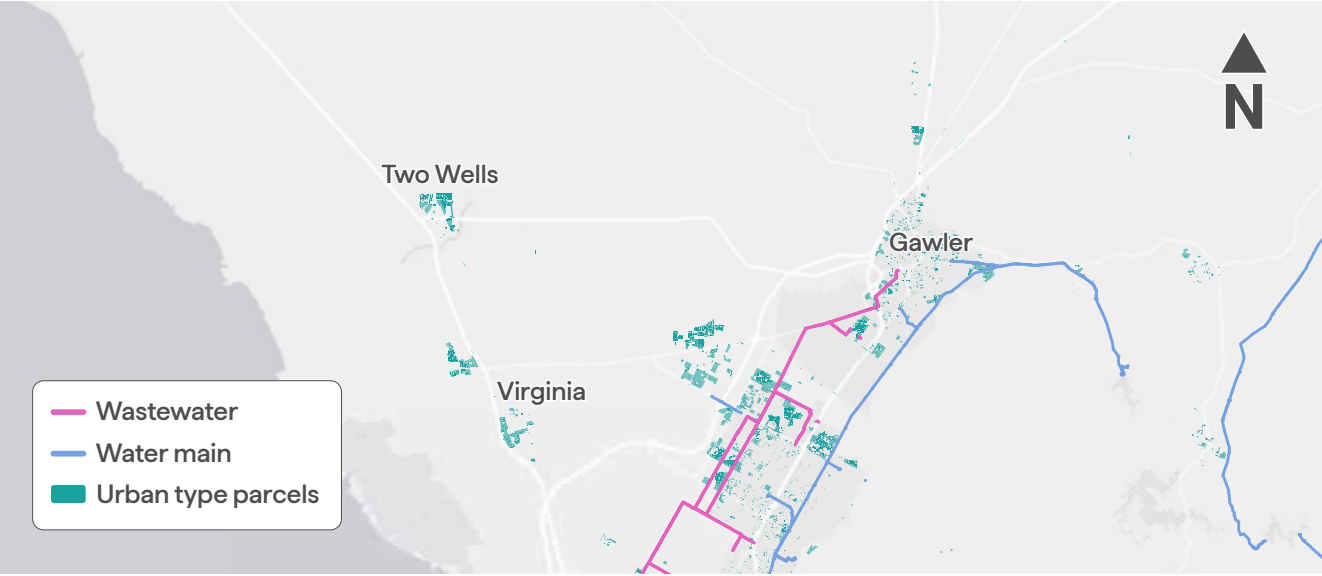 N
Two Wells
Gawler
Virginia
Wastewater
Water main
Urban type parcels